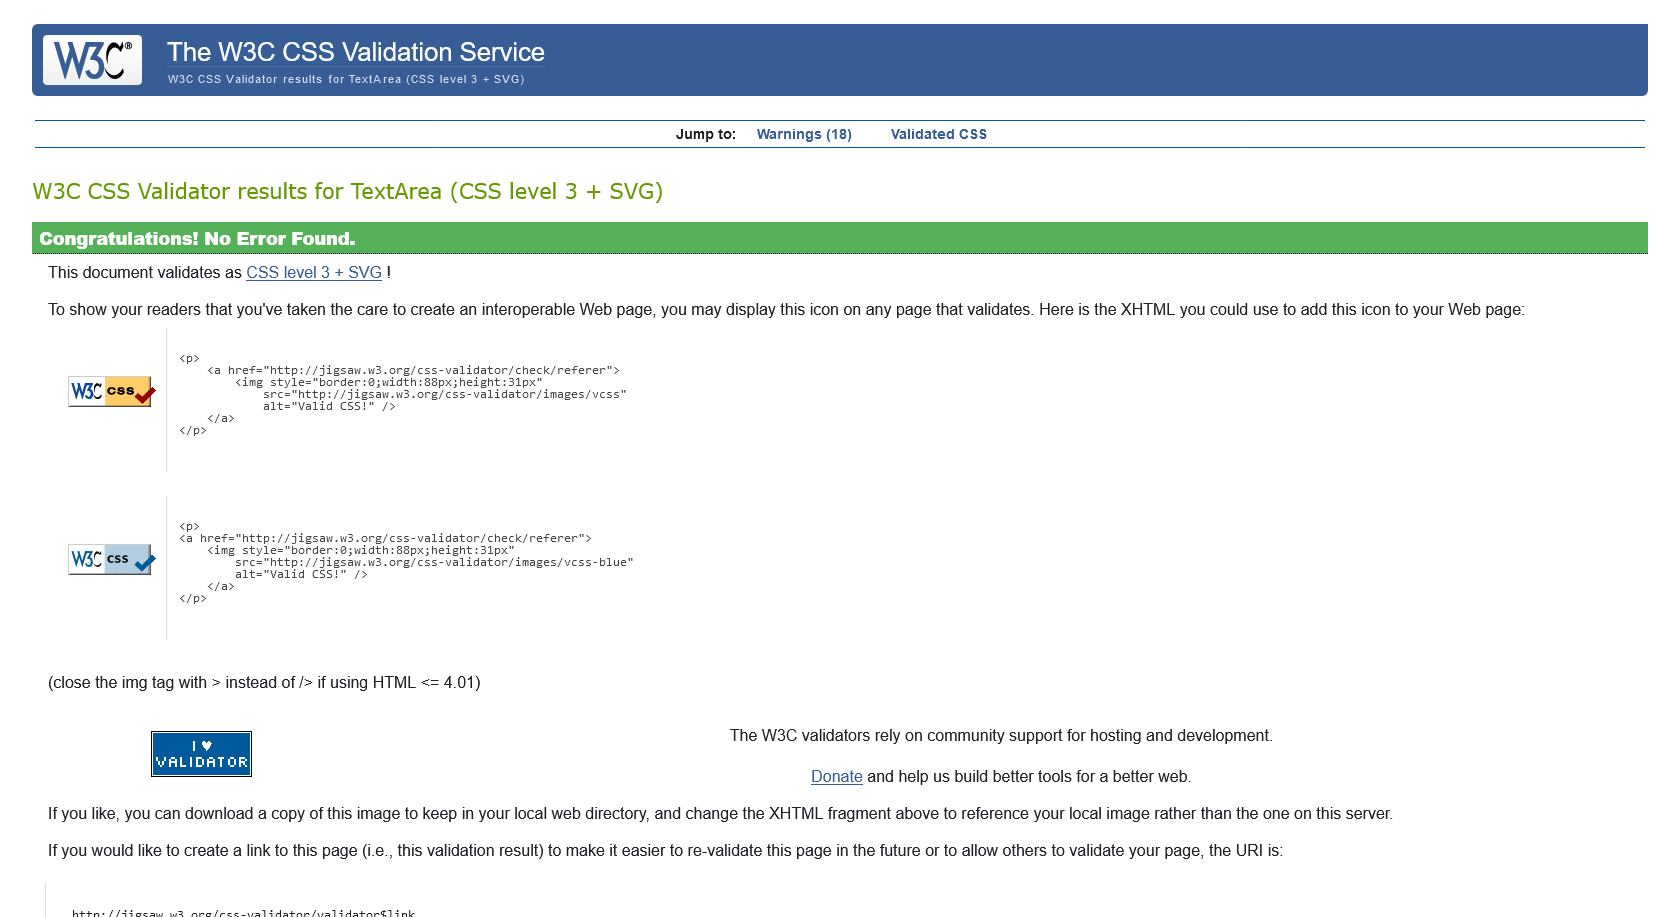 W3C®
The W3C CSS Validation Service
W3C CSS Validator results for TextArea (CSS level 3 + SVG)
Jump to: Warnings (18) Validated CSS
W3C CSS Validator results for TextArea (CSS level 3 + SVG)
Congratulations! No Error Found.
This document validates as CSS level 3 + SVG !
To show your readers that you've taken the care to create an interoperable Web page, you may display this icon on any page that validates. Here is the XHTML you could use to add this icon to your Web page:
W3C CSS
<p>
    <a href="http://jigsaw.w3.org/css-validator/check/referer">
        <img style="border:0;width:88px;height:31px"
            src="http://jigsaw.w3.org/css-validator/images/vcss"
            alt="Valid CSS!" />
    </a>
</p>
W3C CSS
<p>
<a href="http://jigsaw.w3.org/css-validator/check/referer">
    <img style="border:0;width:88px;height:31px"
        src="http://jigsaw.w3.org/css-validator/images/vcss-blue"
        alt="Valid CSS!" />
    </a>
</p>
(close the img tag with > instead of /> if using HTML <= 4.01)
I ♥
VALIDATOR
The W3C validators rely on community support for hosting and development.
Donate and help us build better tools for a better web.
If you like, you can download a copy of this image to keep in your local web directory, and change the XHTML fragment above to reference your local image rather than the one on this server.
If you would like to create a link to this page (i.e., this validation result) to make it easier to re-validate this page in the future or to allow others to validate your page, the URI is:
http://jigsaw.w3.org/css-validator/validator$link